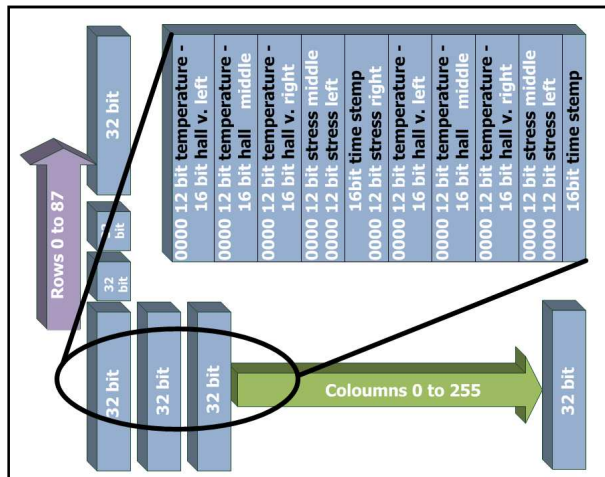 Rows 0 to 87
32 bit
32
bit
32
bit
32 bit
32 bit
32 bit
Coloumns 0 to 255
32 bit
0000 12 bit temperature -
16 bit hall v. left
0000 12 bit temperature -
16 bit hall middle
0000 12 bit temperature -
16 bit hall v. right
0000 12 bit stress middle
0000 12 bit stress left
16bit time stemp
0000 12 bit stress right
0000 12 bit temperature -
16 bit hall v. left
0000 12 bit temperature -
16 bit hall middle
0000 12 bit temperature -
16 bit hall v. right
0000 12 bit stress middle
0000 12 bit stress left
16bit time stemp